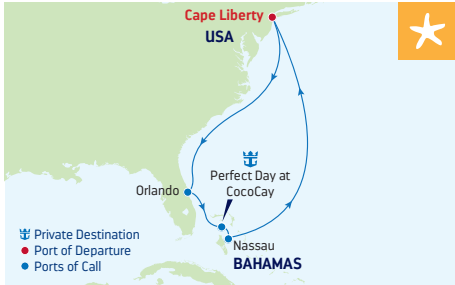 Cape Liberty
USA
Perfect Day at
CocoCay
Orlando
Nassau
BAHAMAS
Private Destination
Port of Departure
Ports of Call